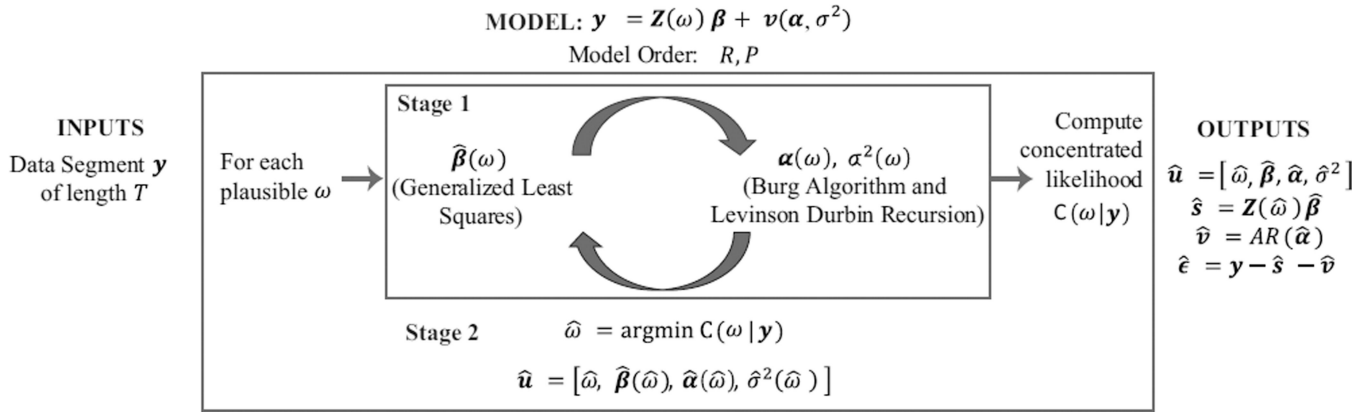 MODEL: y = Z(ω) β + v(α, σ²)
Model Order: R, P
INPUTS
Data Segment y
of length T
For each
plausible ω
Stage 1
β̂(ω)
(Generalized Least
Squares)
α(ω), σ²(ω)
(Burg Algorithm and
Levinson Durbin Recursion)
Compute
concentrated
likelihood
C(ω|y)
Stage 2
ω̂ = argmin C(ω|y)
û = [ω̂, β̂(ω̂), α̂(ω̂), σ̂²(ω̂)]
OUTPUTS
û = [ω̂, β̂, α̂, σ̂²]
ŝ = Z(ω̂)β̂
v̂ = AR(α̂)
ϵ̂ = y − ŝ − v̂